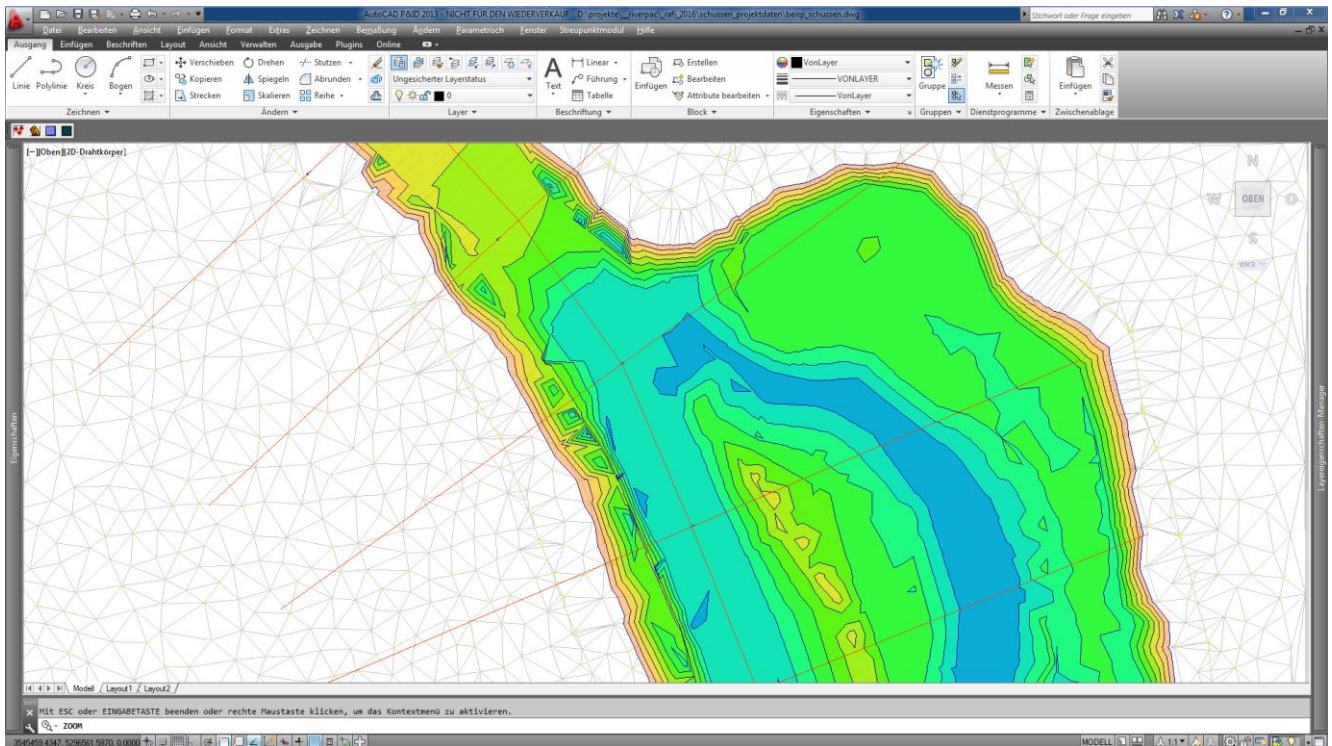 AutoCAD P&ID 2013 - NICHT FÜR DEN WIEDERVERKAUF - D:\projekte\__riverpac\_rafi_2016\schussen_projektdaten\beisp_schussen.dwg
Stichwort oder Frage eingeben
Datei Bearbeiten Ansicht Einfügen Format Extras Zeichnen Bemaßung Ändern Parametrisch Fenster Streupunktmodul Hilfe
Ausgang Einfügen Beschriften Layout Ansicht Verwalten Ausgabe Plugins Online
Linie Polylinie Kreis Bogen
Verschieben Drehen Stutzen
Kopieren Spiegeln Abrunden
Strecken Skalieren Reihe
Ungesicherter Layerstatus
0
Text
Linear
Führung
Tabelle
Einfügen
Erstellen
Bearbeiten
Attribute bearbeiten
VonLayer
VONLAYER
VonLayer
Gruppe
Messen
Einfügen
Zeichnen Ändern Layer Beschriftung Block Eigenschaften Gruppen Dienstprogramme Zwischenablage
[-][Oben][2D-Drahtkörper]
N
W OBEN O
S
WKS
Eigenschaften
Layereigenschaften-Manager
Modell Layout1 Layout2
Mit ESC oder EINGABETASTE beenden oder rechte Maustaste klicken, um das Kontextmenü zu aktivieren.
ZOOM
3545459.4347, 5296561.5870, 0.0000
MODELL
1:1